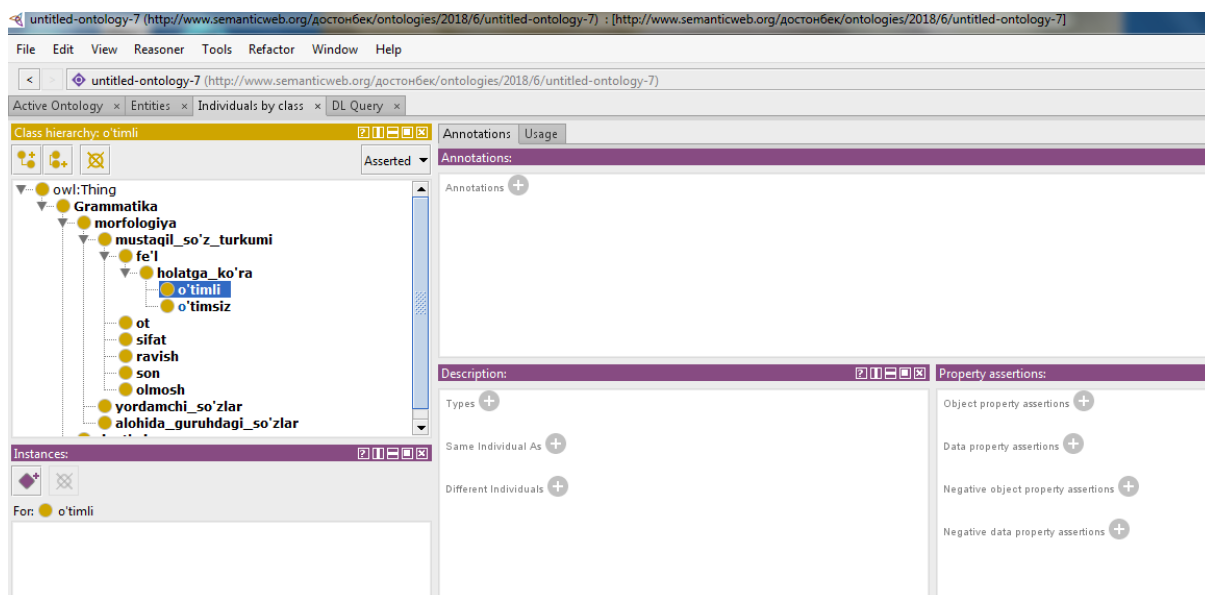 untitled-ontology-7 (http://www.semanticweb.org/достонбек/ontologies/2018/6/untitled-ontology-7) : [http://www.semanticweb.org/достонбек/ontologies/2018/6/untitled-ontology-7]
File Edit View Reasoner Tools Refactor Window Help
< > untitled-ontology-7 (http://www.semanticweb.org/достонбек/ontologies/2018/6/untitled-ontology-7)
Active Ontology × Entities × Individuals by class × DL Query ×
Class hierarchy: o'timli
Asserted
owl:Thing
Grammatika
morfologiya
mustaqil_so'z_turkumi
fe'l
holatga_ko'ra
o'timli
o'timsiz
ot
sifat
ravish
son
olmosh
yordamchi_so'zlar
alohida_guruhdagi_so'zlar
Instances:
For: o'timli
Annotations Usage
Annotations:
Annotations
Description:
Types
Same Individual As
Different Individuals
Property assertions:
Object property assertions
Data property assertions
Negative object property assertions
Negative data property assertions